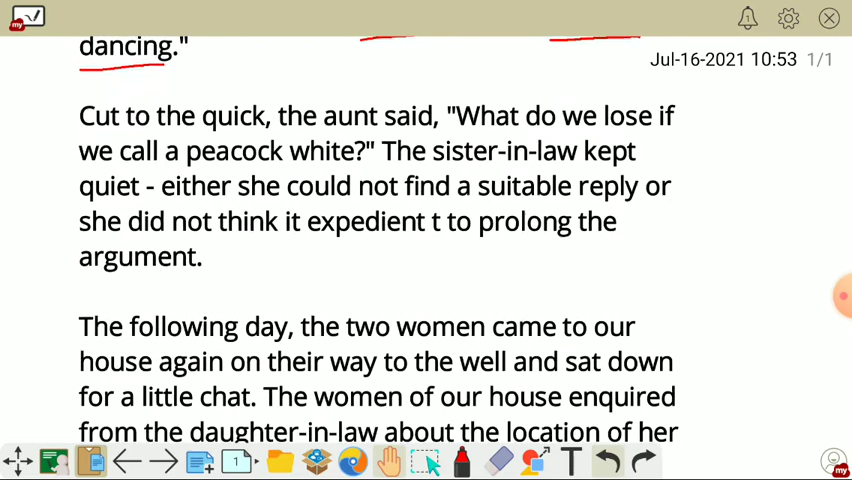 dancing."
Jul-16-2021 10:53 1/1
Cut to the quick, the aunt said, "What do we lose if
we call a peacock white?" The sister-in-law kept
quiet - either she could not find a suitable reply or
she did not think it expedient t to prolong the
argument.
The following day, the two women came to our
house again on their way to the well and sat down
for a little chat. The women of our house enquired
from the daughter-in-law about the location of her
my
1
1
T
my